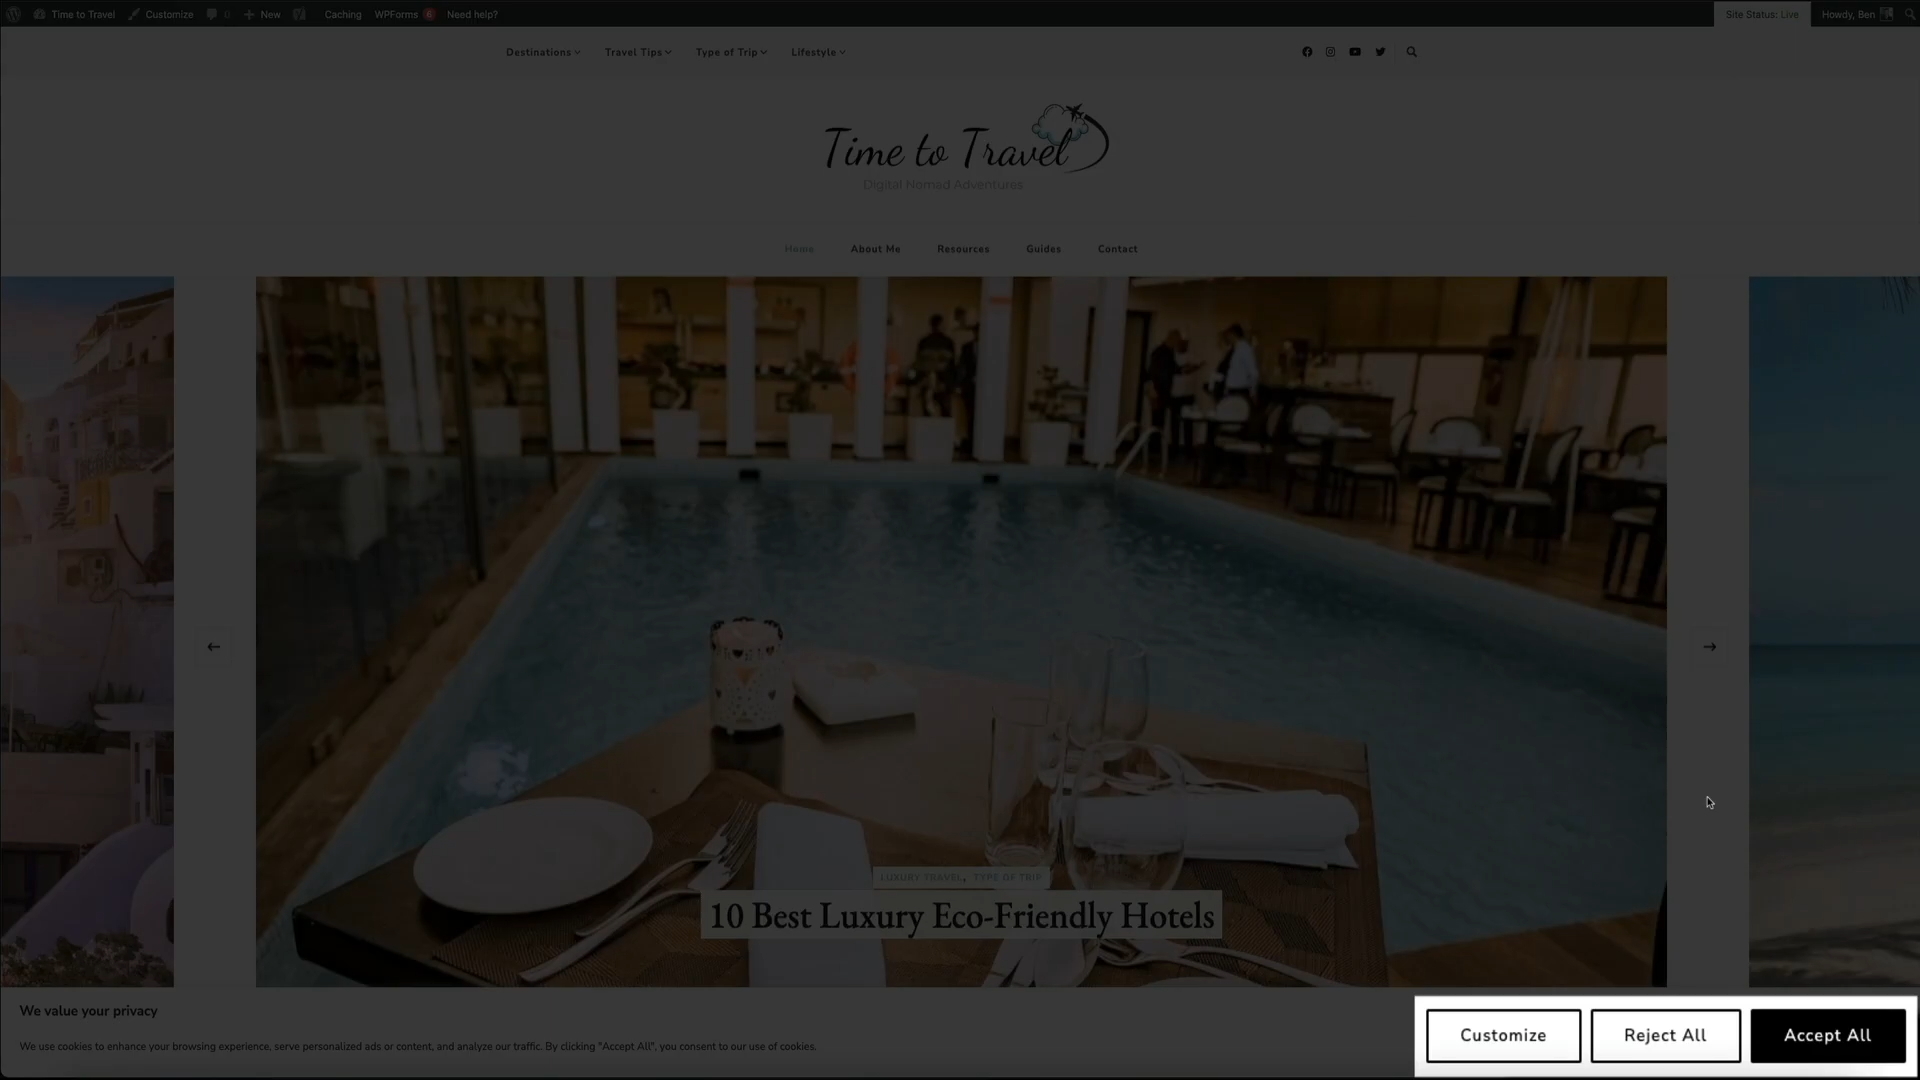 Time to Travel Customize 0 New Caching WPForms 6 Need help? Site Status: Live Howdy, Ben
Destinations Travel Tips Type of Trip Lifestyle
Time to Travel
Digital Nomad Adventures
Home About Me Resources Guides Contact
LUXURY TRAVEL, TYPE OF TRIP
10 Best Luxury Eco-Friendly Hotels
We value your privacy
We use cookies to enhance your browsing experience, serve personalized ads or content, and analyze our traffic. By clicking "Accept All", you consent to our use of cookies.
Customize Reject All Accept All